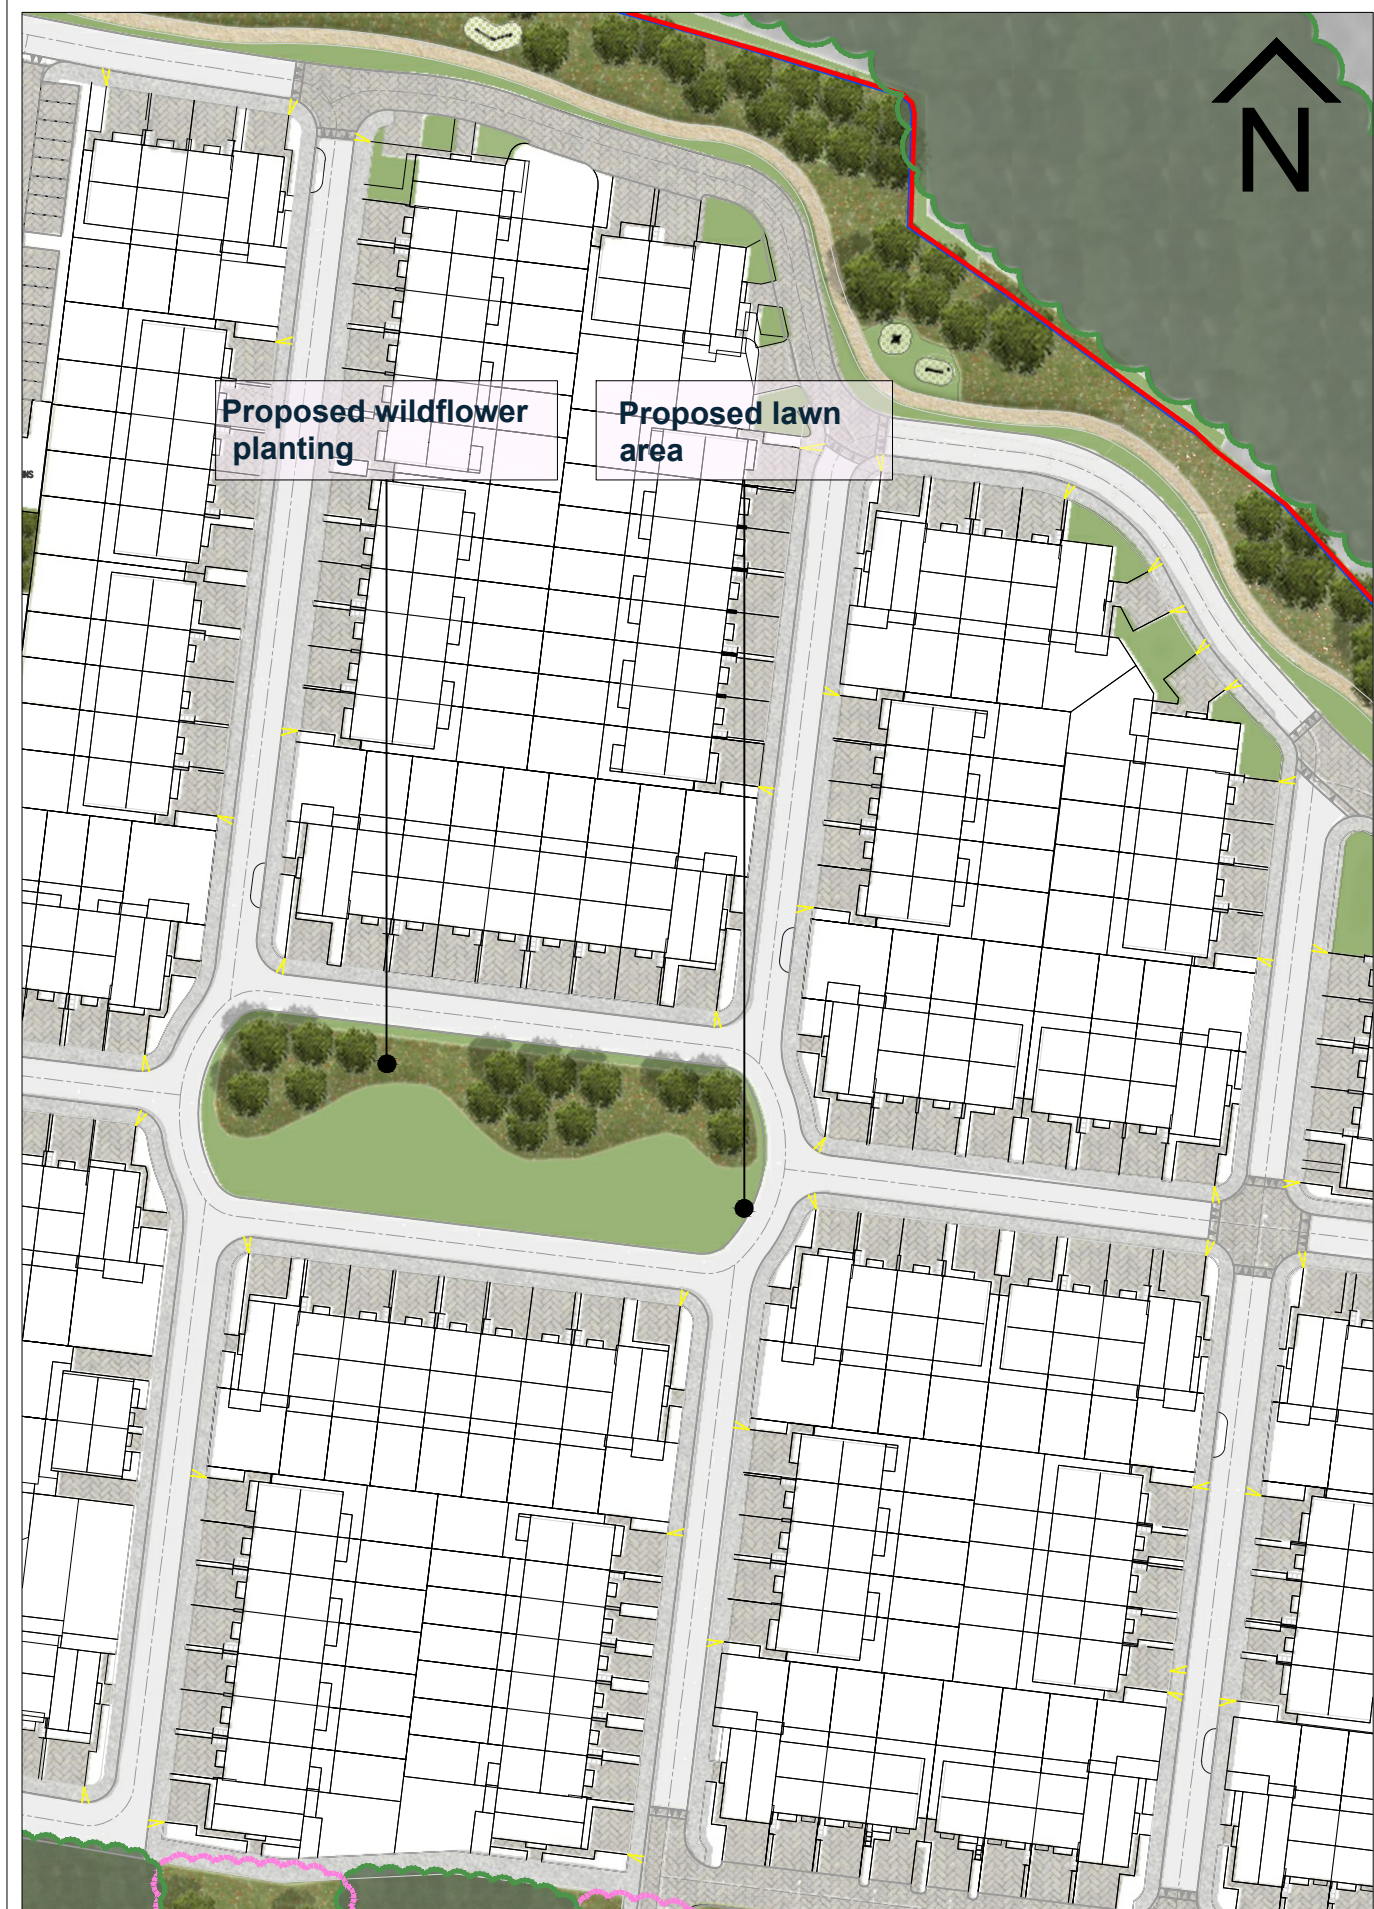 N
Proposed wildflower
planting
Proposed lawn
area